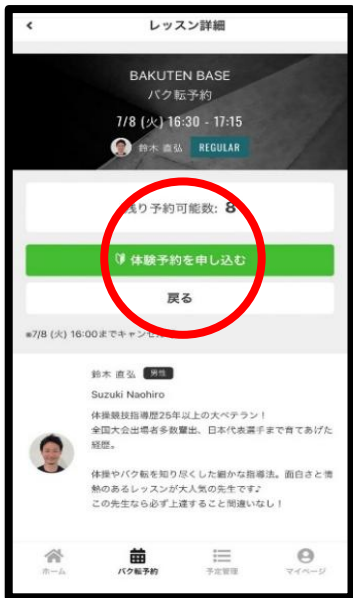 レッスン詳細
BAKUTEN BASE
バク転予約
7/8 (火) 16:30 - 17:15
鈴木 直弘 REGULAR
残り予約可能数: 8
体験予約を申し込む
戻る
※7/8 (火) 16:00までキャンセル
鈴木 直弘 男性
Suzuki Naohiro
体操競技指導歴25年以上の大ベテラン！
全国大会出場者多数輩出、日本代表選手まで育てあげた
経歴。
体操やバク転を知り尽くした細かな指導法。面白さと情
熱のあるレッスンが大人気の先生です♪
この先生なら必ず上達すること間違いなし！
ホーム バク転予約 予定管理 マイページ